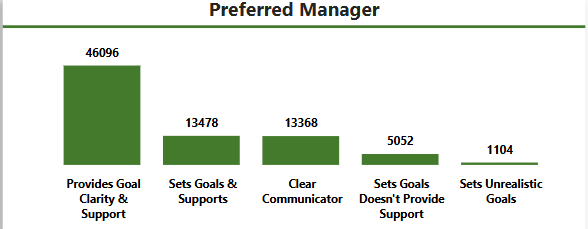 Preferred Manager
46096
13478
13368
5052
1104
Provides Goal
Clarity &
Support
Sets Goals &
Supports
Clear
Communicator
Sets Goals
Doesn't Provide
Support
Sets Unrealistic
Goals